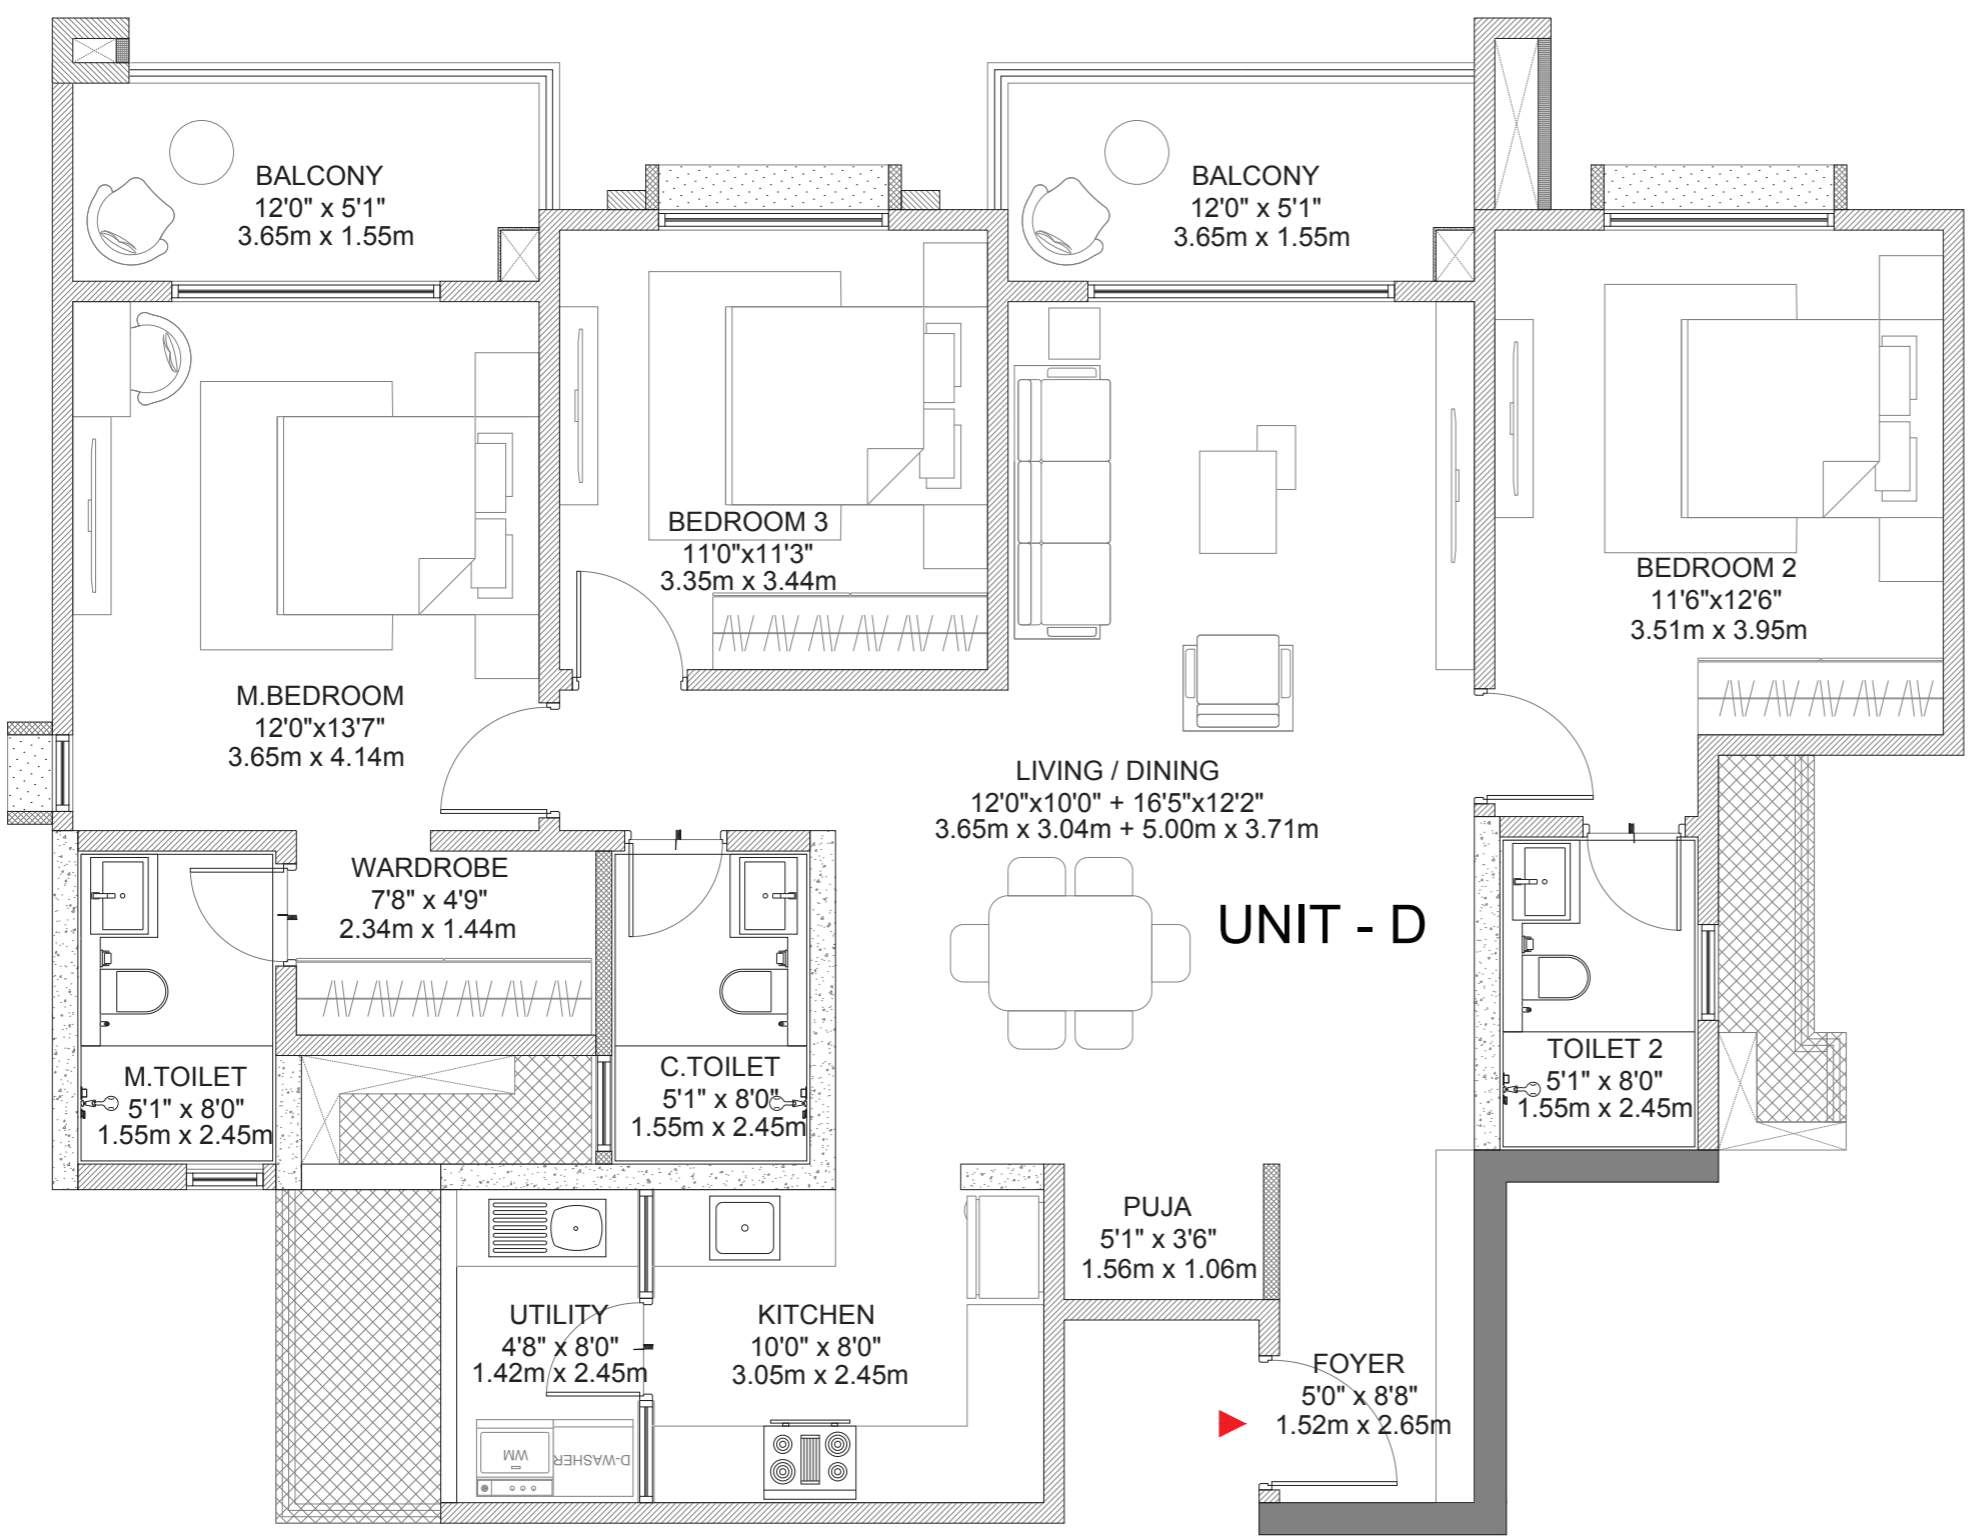 BALCONY
12'0" x 5'1"
3.65m x 1.55m
BALCONY
12'0" x 5'1"
3.65m x 1.55m
BEDROOM 3
11'0"x11'3"
3.35m x 3.44m
BEDROOM 2
11'6"x12'6"
3.51m x 3.95m
M.BEDROOM
12'0"x13'7"
3.65m x 4.14m
LIVING / DINING
12'0"x10'0" + 16'5"x12'2"
3.65m x 3.04m + 5.00m x 3.71m
WARDROBE
7'8" x 4'9"
2.34m x 1.44m
UNIT - D
M.TOILET
5'1" x 8'0"
1.55m x 2.45m
C.TOILET
5'1" x 8'0"
1.55m x 2.45m
TOILET 2
5'1" x 8'0"
1.55m x 2.45m
PUJA
5'1" x 3'6"
1.56m x 1.06m
UTILITY
4'8" x 8'0"
1.42m x 2.45m
KITCHEN
10'0" x 8'0"
3.05m x 2.45m
FOYER
5'0" x 8'8"
1.52m x 2.65m
WM
D-WASHER